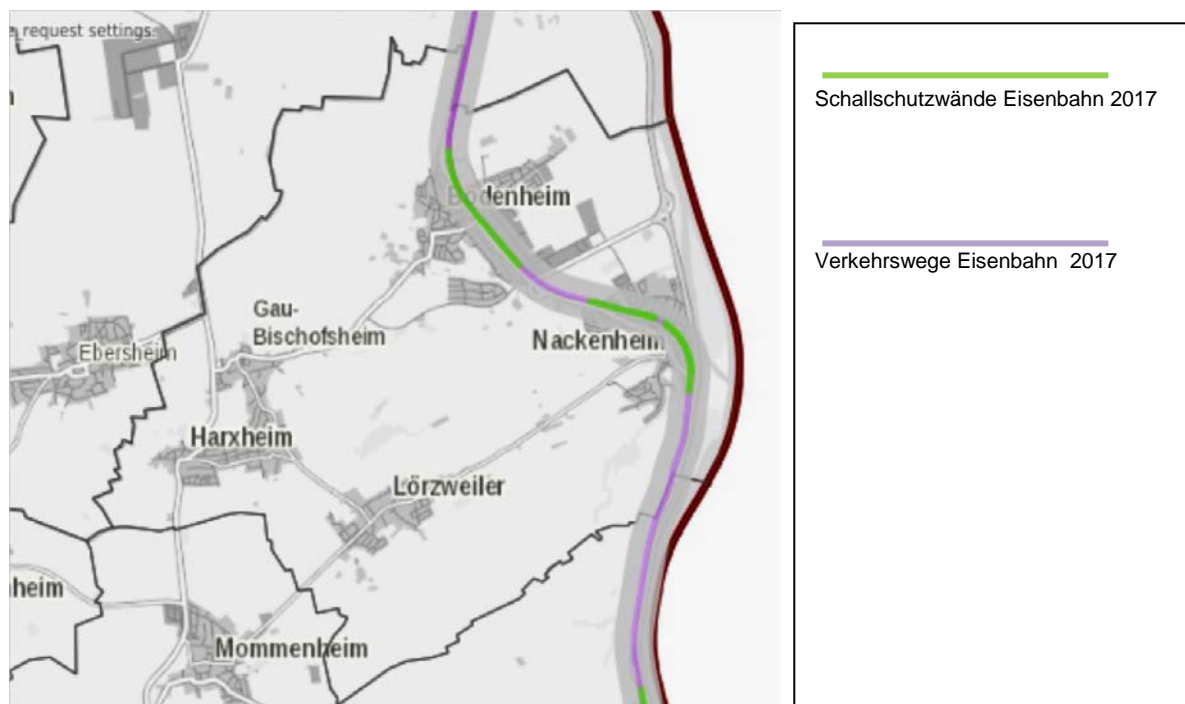 request settings.
Bodenheim
Gau-
Bischofsheim
Nackenheim
Ebersheim
Harxheim
Lörzweiler
heim
Mommenheim
Schallschutzwände Eisenbahn 2017
Verkehrswege Eisenbahn 2017